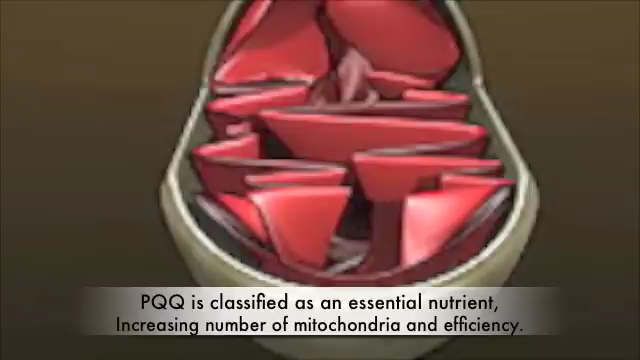 PQQ is classified as an essential nutrient,
Increasing number of mitochondria and efficiency.